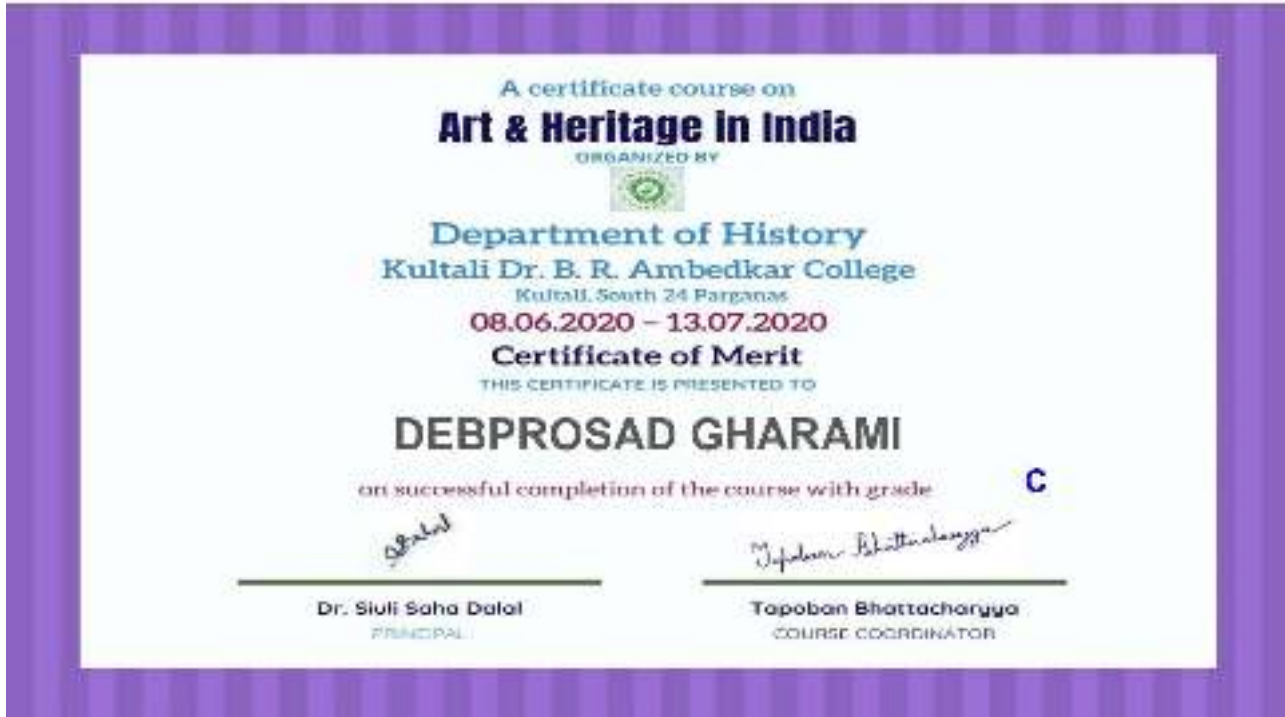 A certificate course on
Art & Heritage in India
ORGANIZED BY
Department of History
Kultali Dr. B. R. Ambedkar College
Kultali, South 24 Parganas
08.06.2020 – 13.07.2020
Certificate of Merit
THIS CERTIFICATE IS PRESENTED TO
DEBPROSAD GHARAMI
on successful completion of the course with grade C
Tapoban Bhattacharyya
Dr. Siuli Saha Dalal
Tapoban Bhattacharyya
PRINCIPAL
COURSE COORDINATOR